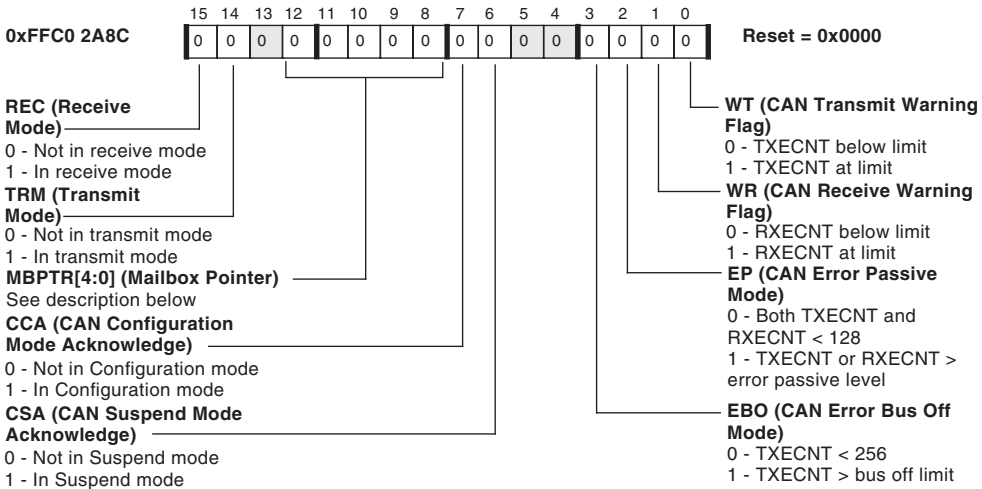 15 14 13 12 11 10 9 8 7 6 5 4 3 2 1 0
0xFFC0 2A8C
0 0 0 0 0 0 0 0 0 0 0 0 0 0 0 0
Reset = 0x0000
REC (Receive
Mode)
0 - Not in receive mode
1 - In receive mode
TRM (Transmit
Mode)
0 - Not in transmit mode
1 - In transmit mode
MBPTR[4:0] (Mailbox Pointer)
See description below
CCA (CAN Configuration
Mode Acknowledge)
0 - Not in Configuration mode
1 - In Configuration mode
CSA (CAN Suspend Mode
Acknowledge)
0 - Not in Suspend mode
1 - In Suspend mode
WT (CAN Transmit Warning
Flag)
0 - TXECNT below limit
1 - TXECNT at limit
WR (CAN Receive Warning
Flag)
0 - RXECNT below limit
1 - RXECNT at limit
EP (CAN Error Passive
Mode)
0 - Both TXECNT and
RXECNT < 128
1 - TXECNT or RXECNT >
error passive level
EBO (CAN Error Bus Off
Mode)
0 - TXECNT < 256
1 - TXECNT > bus off limit